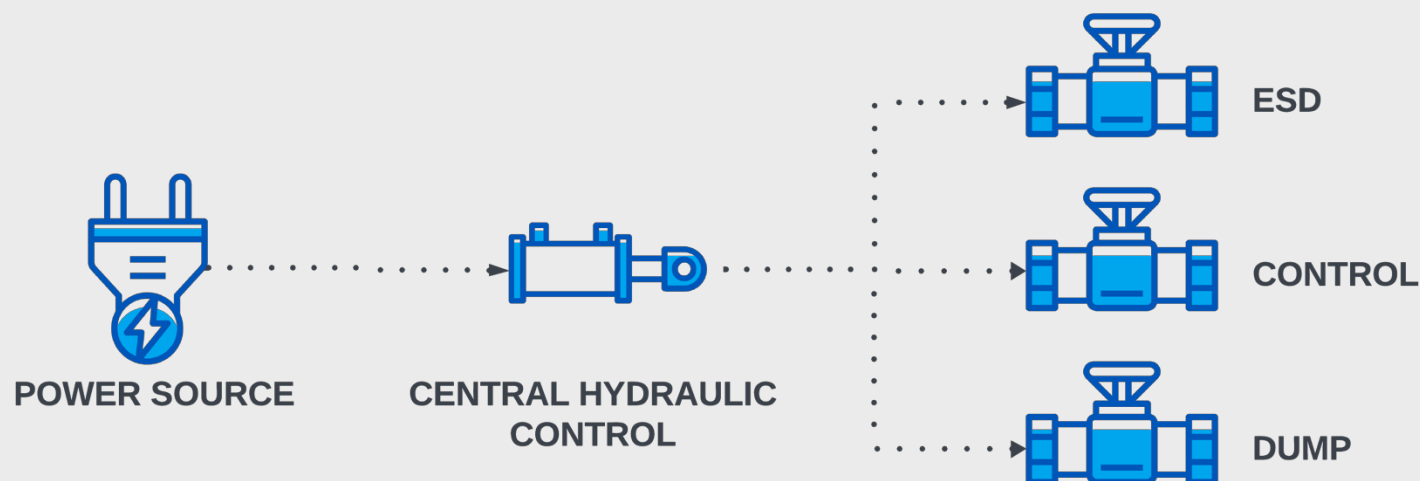 ESD
CONTROL
POWER SOURCE
CENTRAL HYDRAULIC
CONTROL
DUMP